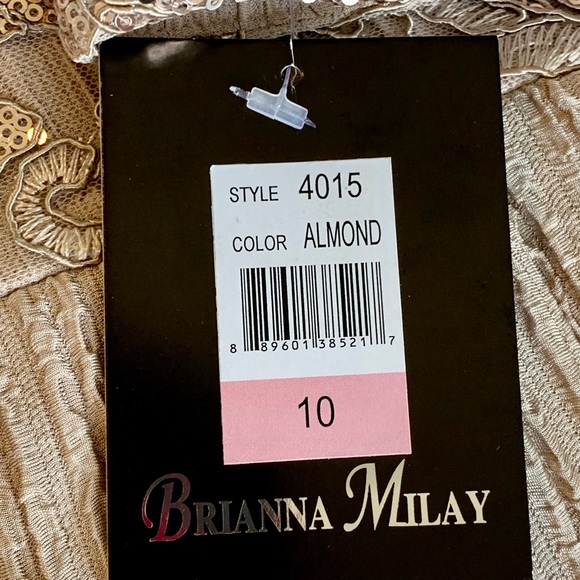 STYLE 4015
COLOR ALMOND
8 89601 38521 7
10
BRIANNA MILAY